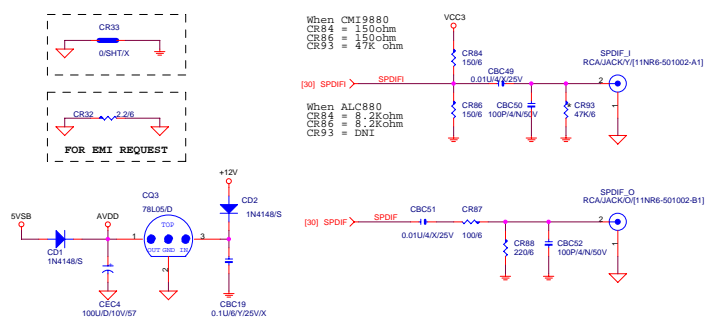 CR33
0/SHT/X
CR32
2.2/6
FOR EMI REQUEST
When CMI9880
CR84 = 150ohm
CR86 = 150ohm
CR93 = 47K ohm
VCC3
CR84
150/6
CBC49
0.01U/4/X/25V
SPDIF_I
RCA/JACK/Y/[11NR6-501002-A1]
[30] SPDIFI
SPDIFI
2
1
When ALC880
CR84 = 8.2Kohm
CR86 = 8.2Kohm
CR93 = DNI
CR86
150/6
CBC50
100P/4/N/50V
CR93
47K/6
+12V
CD2
1N4148/S
CQ3
78L05/D
TOP
OUT GND IN
1
3
2
5VSB
AVDD
CD1
1N4148/S
CEC4
100U/D/10V/57
CBC19
0.1U/6/Y/25V/X
SPDIF_O
RCA/JACK/O/[11NR6-501002-B1]
[30] SPDIF
SPDIF
CBC51
0.01U/4/X/25V
CR87
100/6
2
1
CR88
220/6
CBC52
100P/4/N/50V